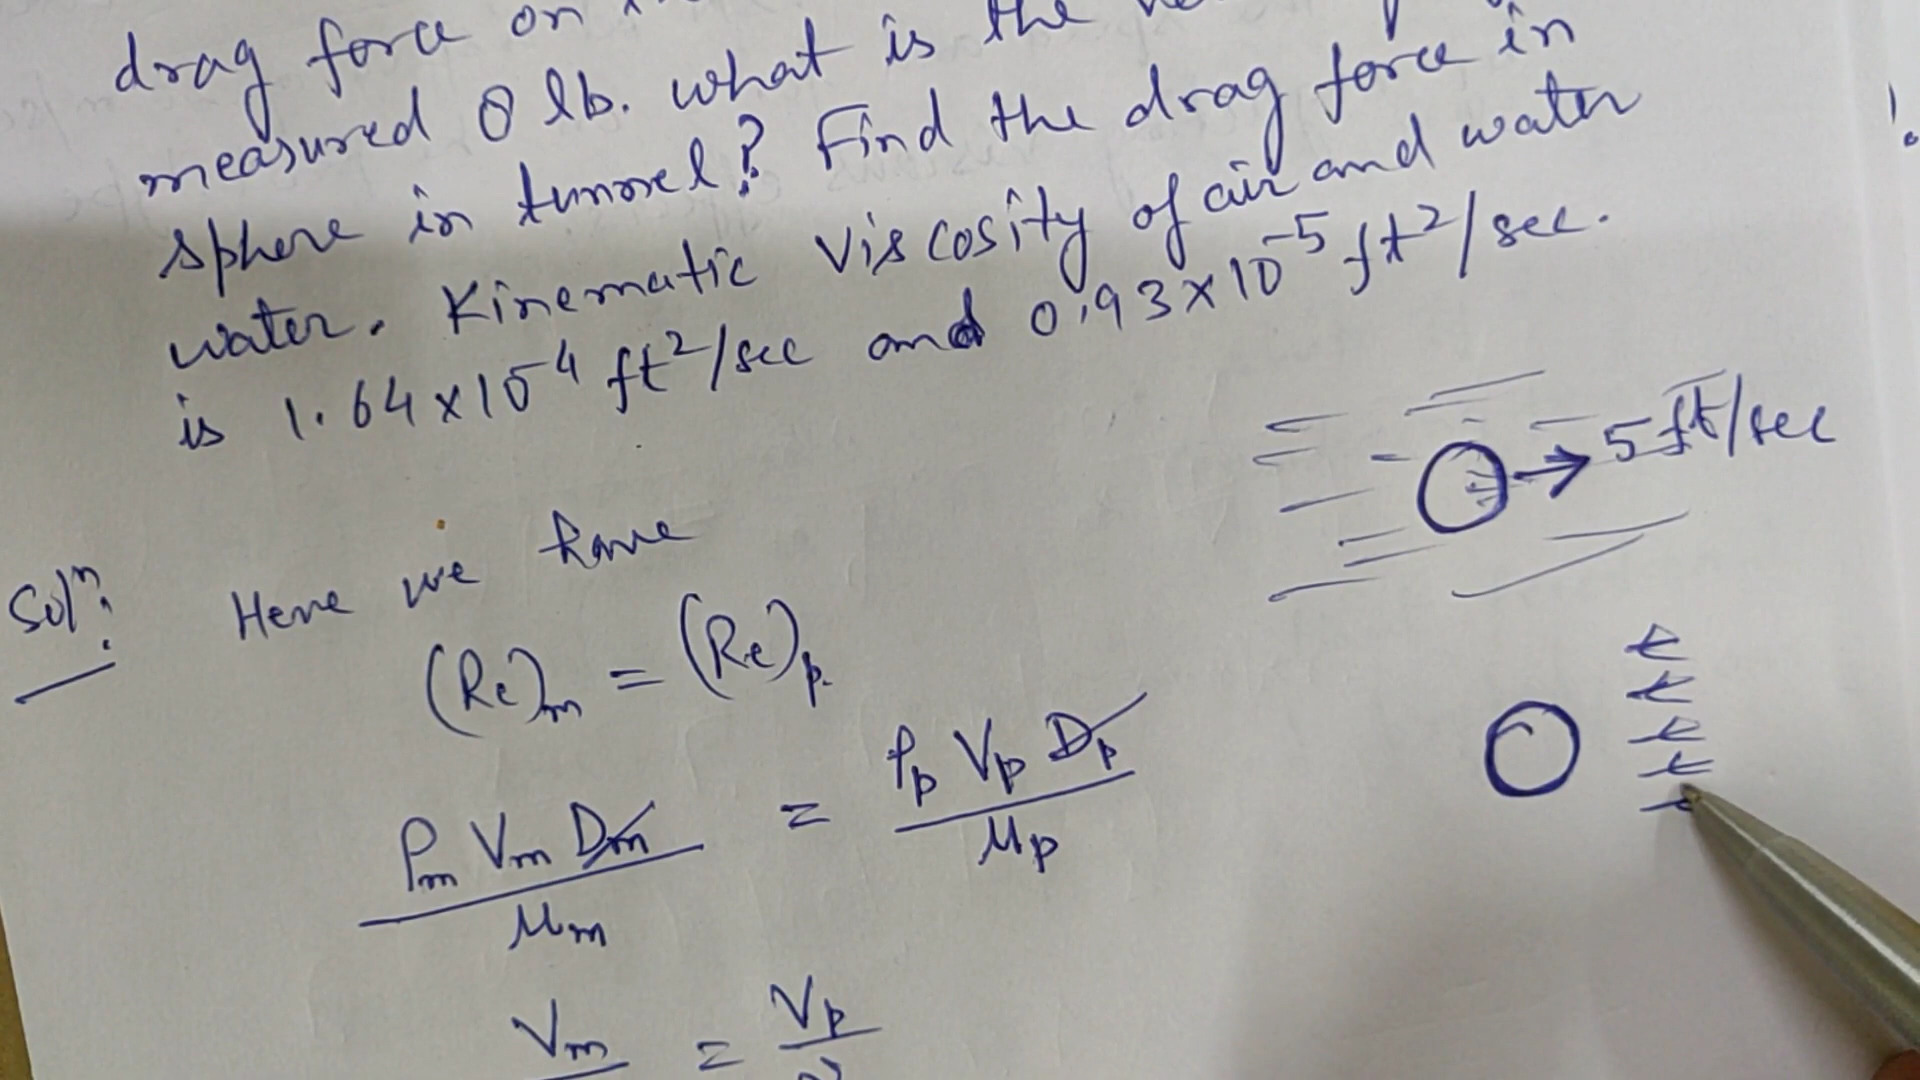 drag force on
measured 8 lb. what is the
sphere in tunnel? Find the drag force in
water. Kinematic Viscosity of air and water
is 1.64×10⁻⁴ ft²/sec and 0.93×10⁻⁵ ft²/sec.
→ 5 ft/sec
Solⁿ: Here we have
(Re)m = (Re)p.
ρm Vm Dm / μm = ρp Vp Dp / μp
Vm = Vp